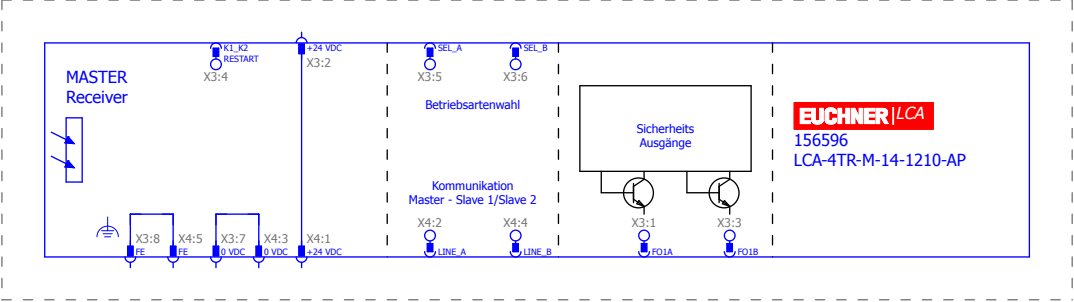 K1_K2
RESTART
X3:4
+24 VDC
X3:2
SEL_A
X3:5
SEL_B
X3:6
MASTER
Receiver
Betriebsartenwahl
Sicherheits
Ausgänge
EUCHNER|LCA
156596
LCA-4TR-M-14-1210-AP
Kommunikation
Master - Slave 1/Slave 2
X3:8
FE
X4:5
FE
X3:7
0 VDC
X4:3
0 VDC
X4:1
+24 VDC
X4:2
LINE_A
X4:4
LINE_B
X3:1
FO1A
X3:3
FO1B